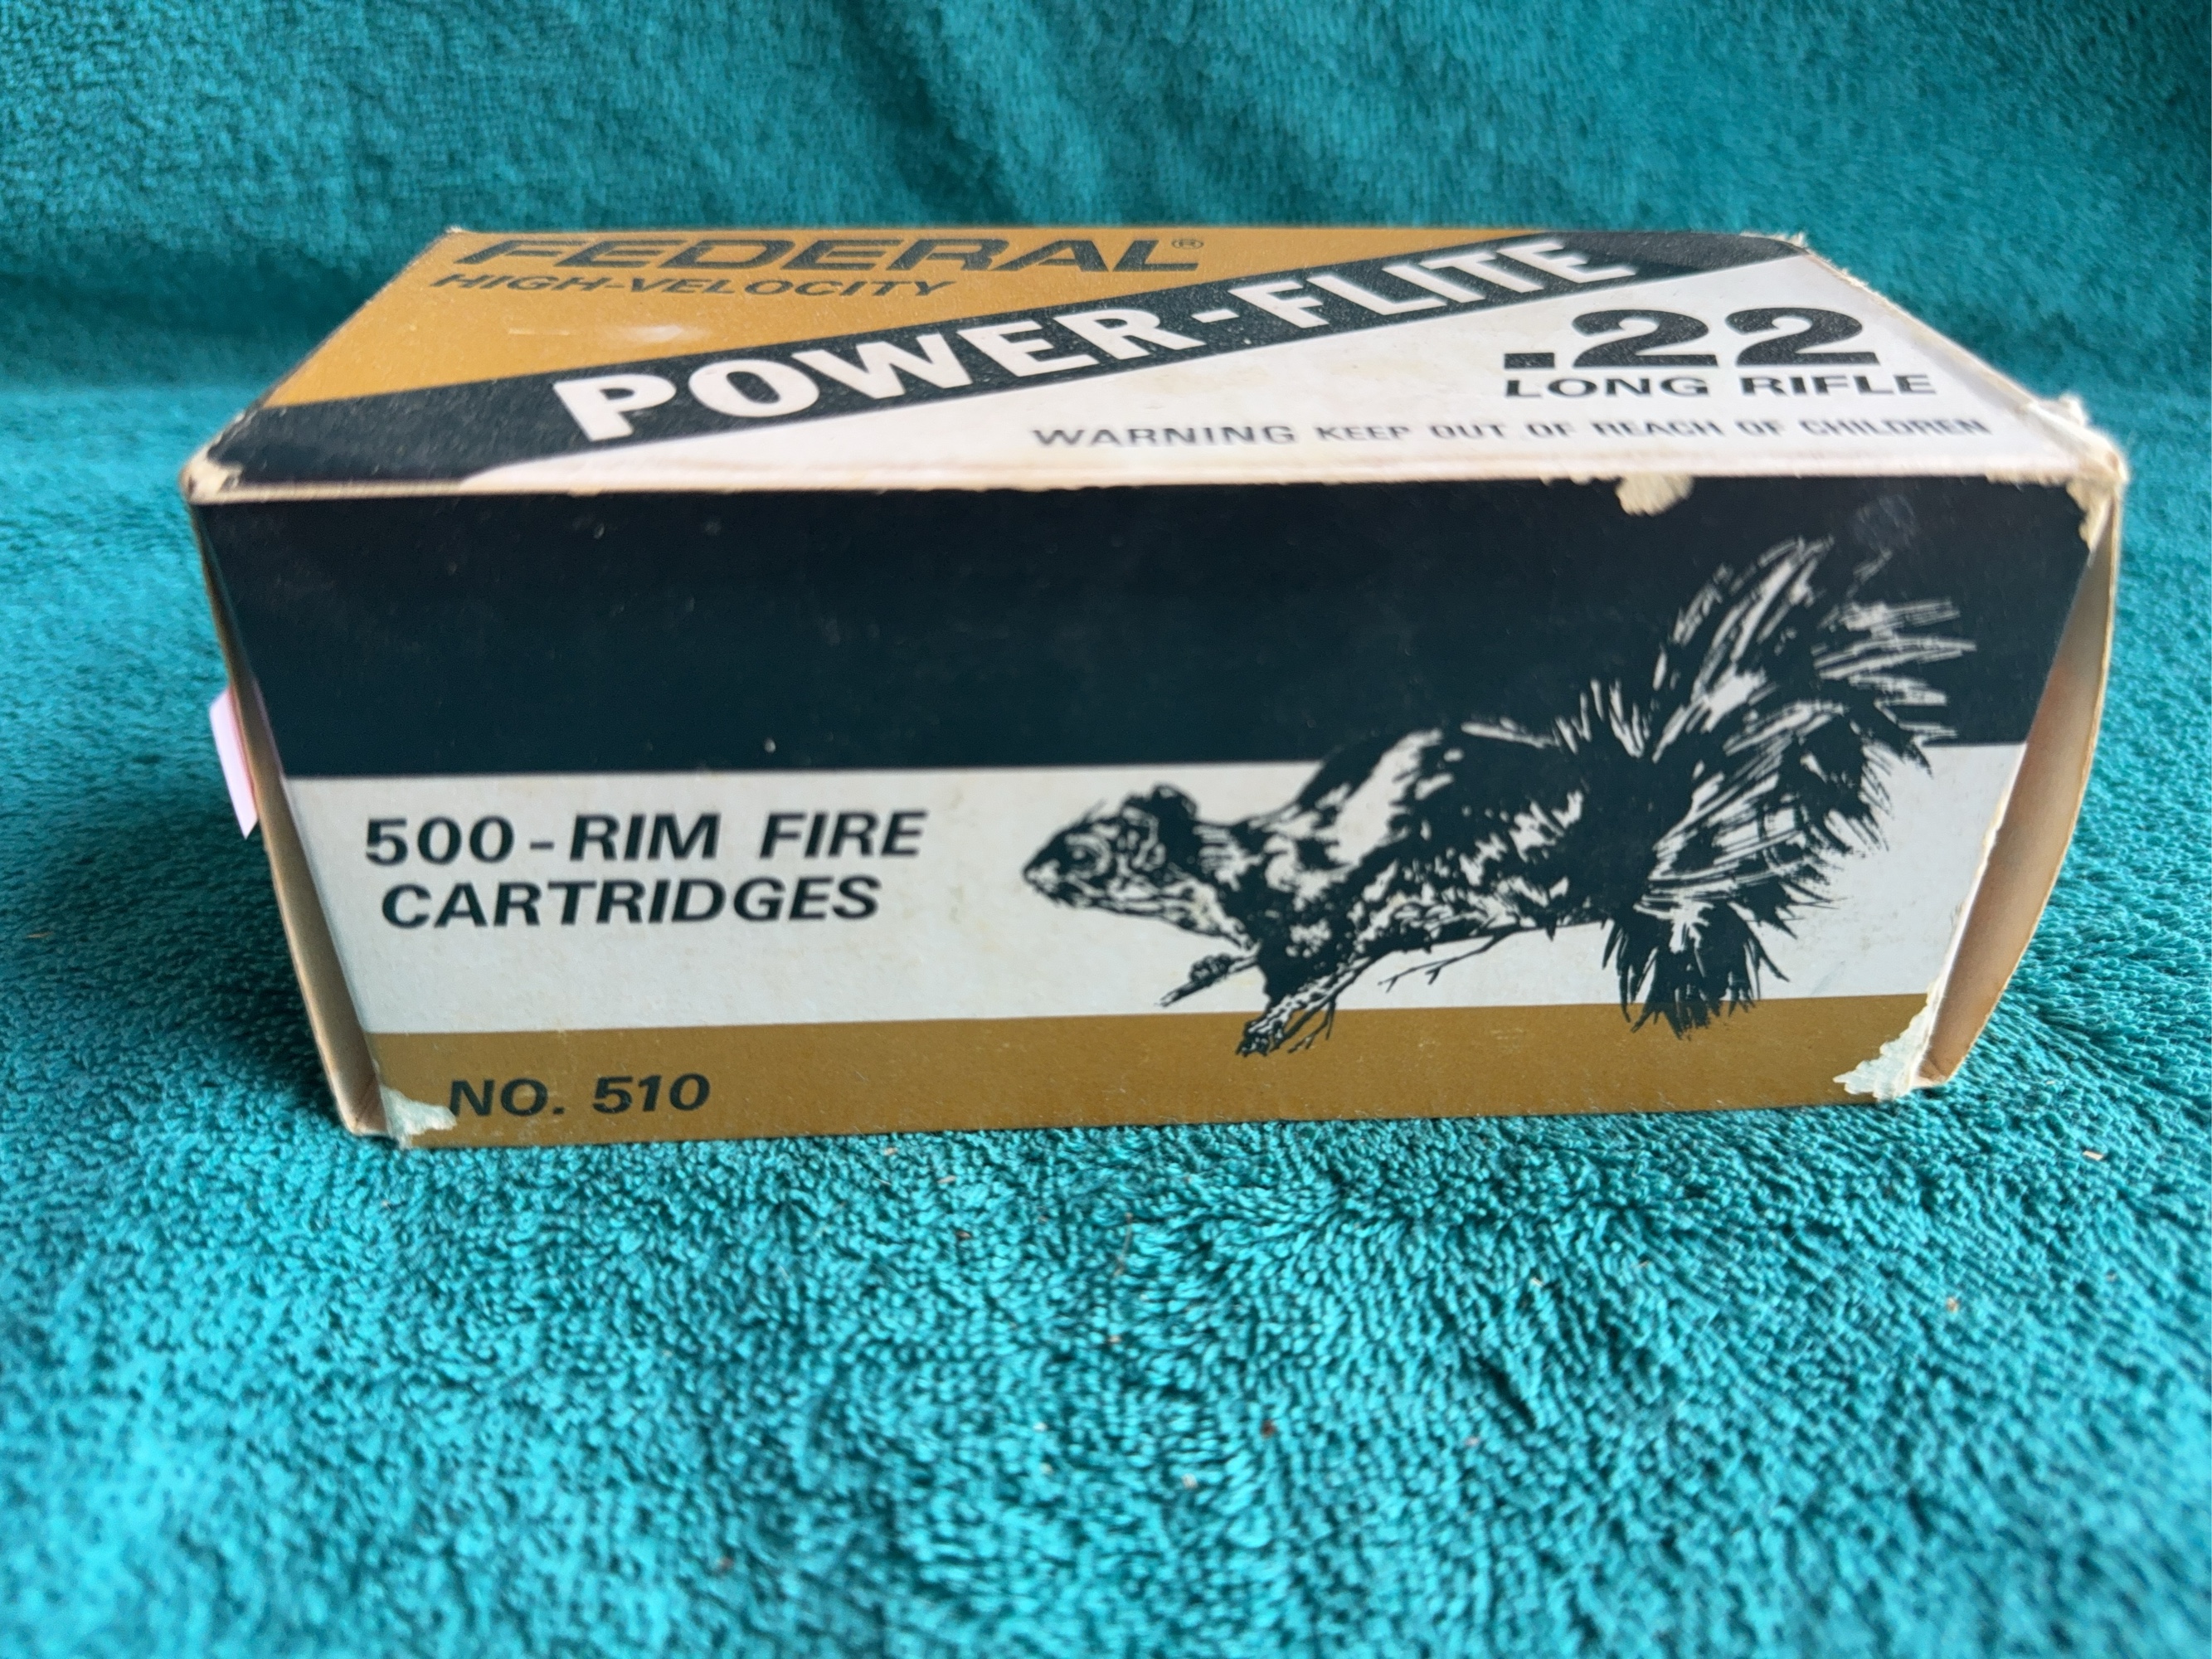 FEDERAL®
HIGH-VELOCITY
POWER-FLITE
.22
LONG RIFLE
WARNING KEEP OUT OF REACH OF CHILDREN
500-RIM FIRE
CARTRIDGES
NO. 510